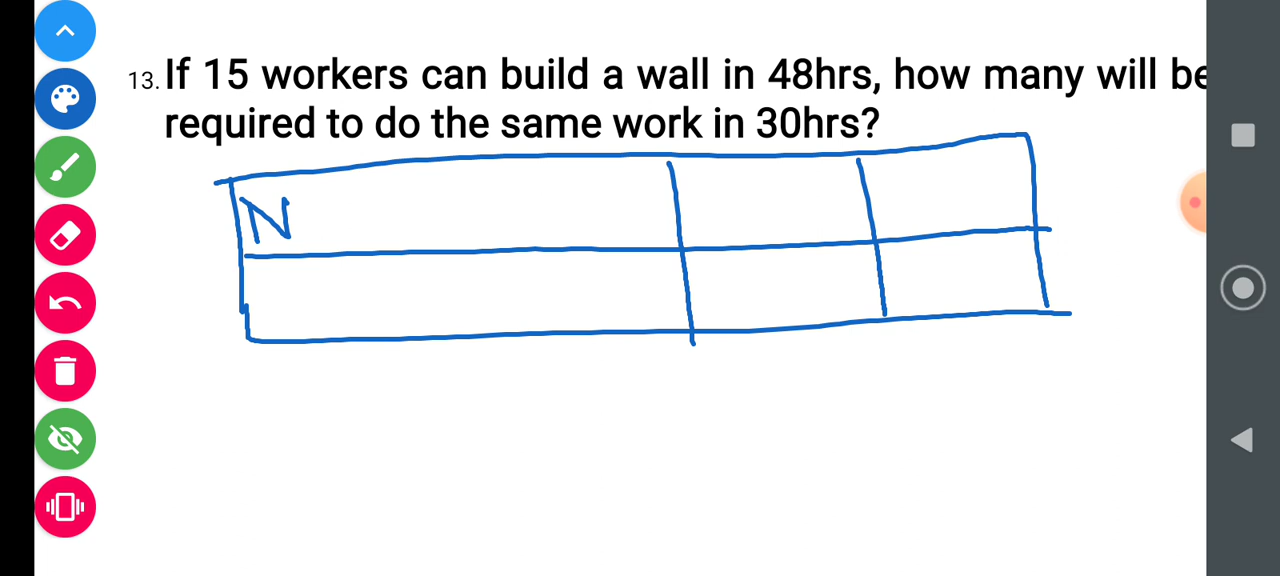 13. If 15 workers can build a wall in 48hrs, how many will be
required to do the same work in 30hrs?
N